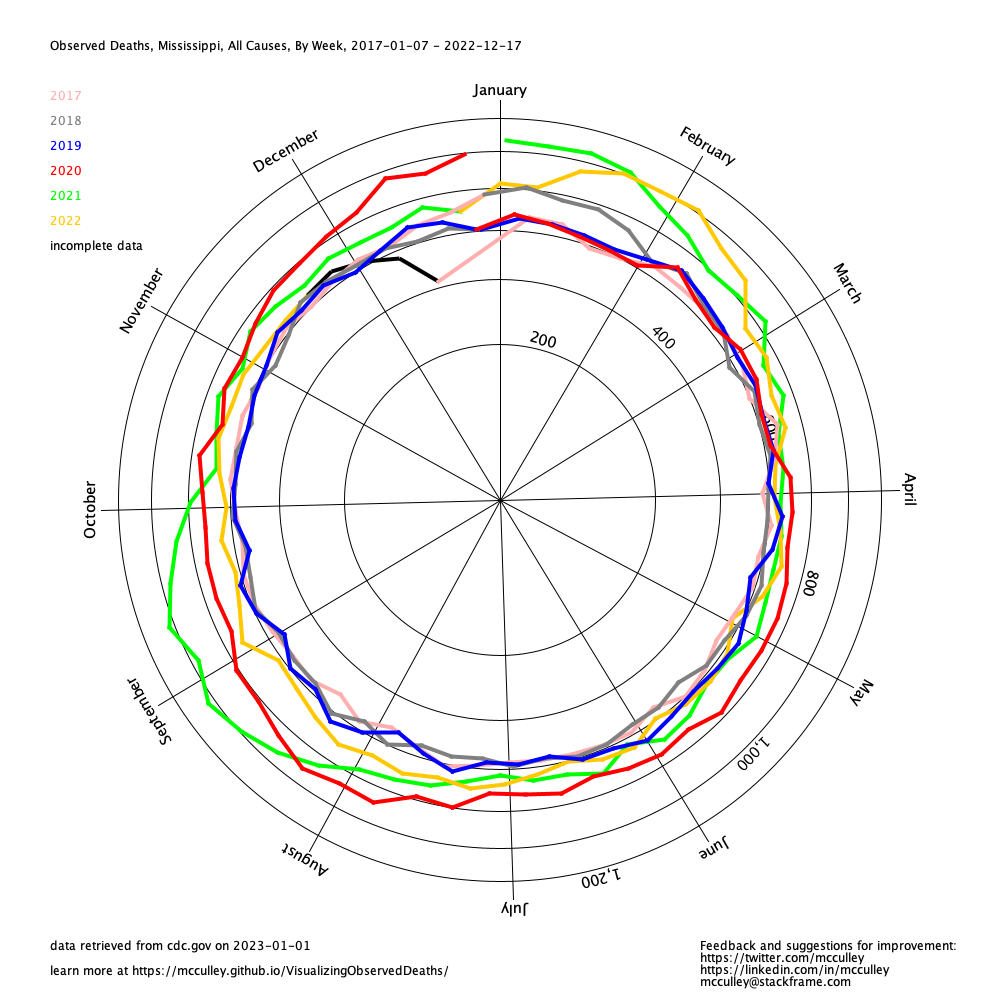 Observed Deaths, Mississippi, All Causes, By Week, 2017-01-07 - 2022-12-17
2017
2018
2019
2020
2021
2022
incomplete data
January
February
March
April
May
June
July
August
September
October
November
December
200
400
600
800
1,000
1,200
data retrieved from cdc.gov on 2023-01-01
learn more at https://mcculley.github.io/VisualizingObservedDeaths/
Feedback and suggestions for improvement:
https://twitter.com/mcculley
https://linkedin.com/in/mcculley
mcculley@stackframe.com